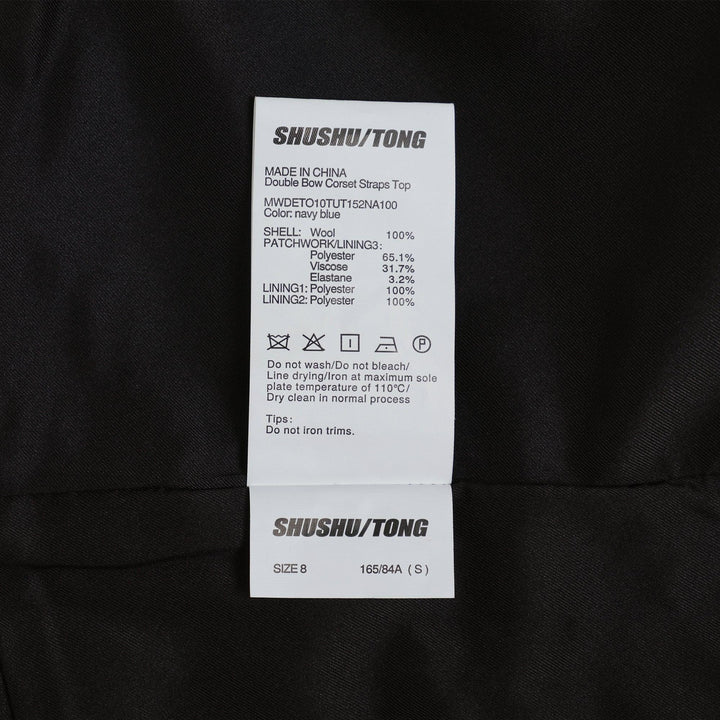 SHUSHU/TONG
MADE IN CHINA
Double Bow Corset Straps Top
MWDETO10TUT152NA100
Color: navy blue
SHELL: Wool 100%
PATCHWORK/LINING3:
Polyester 65.1%
Viscose 31.7%
Elastane 3.2%
LINING1: Polyester 100%
LINING2: Polyester 100%
P
Do not wash/Do not bleach/
Line drying/Iron at maximum sole
plate temperature of 110℃/
Dry clean in normal process
Tips:
Do not iron trims.
SHUSHU/TONG
SIZE 8 165/84A ( S )